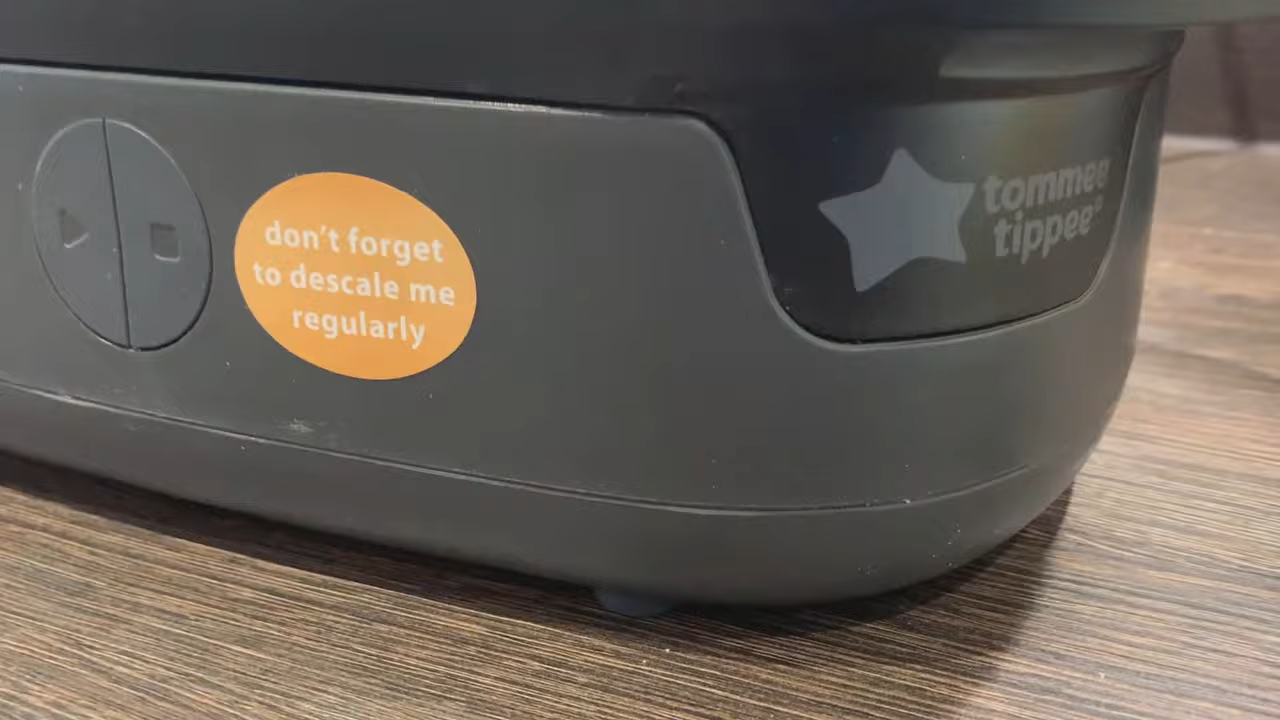 don't forget
to descale me
regularly
tommee
tippee®